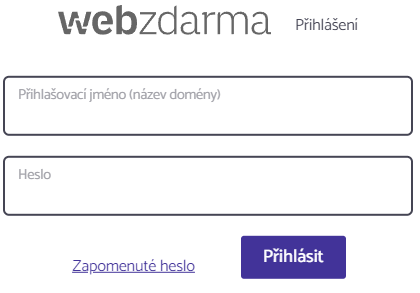 webzdarma Přihlášení
Přihlašovací jméno (název domény)
Heslo
Zapomenuté heslo Přihlásit